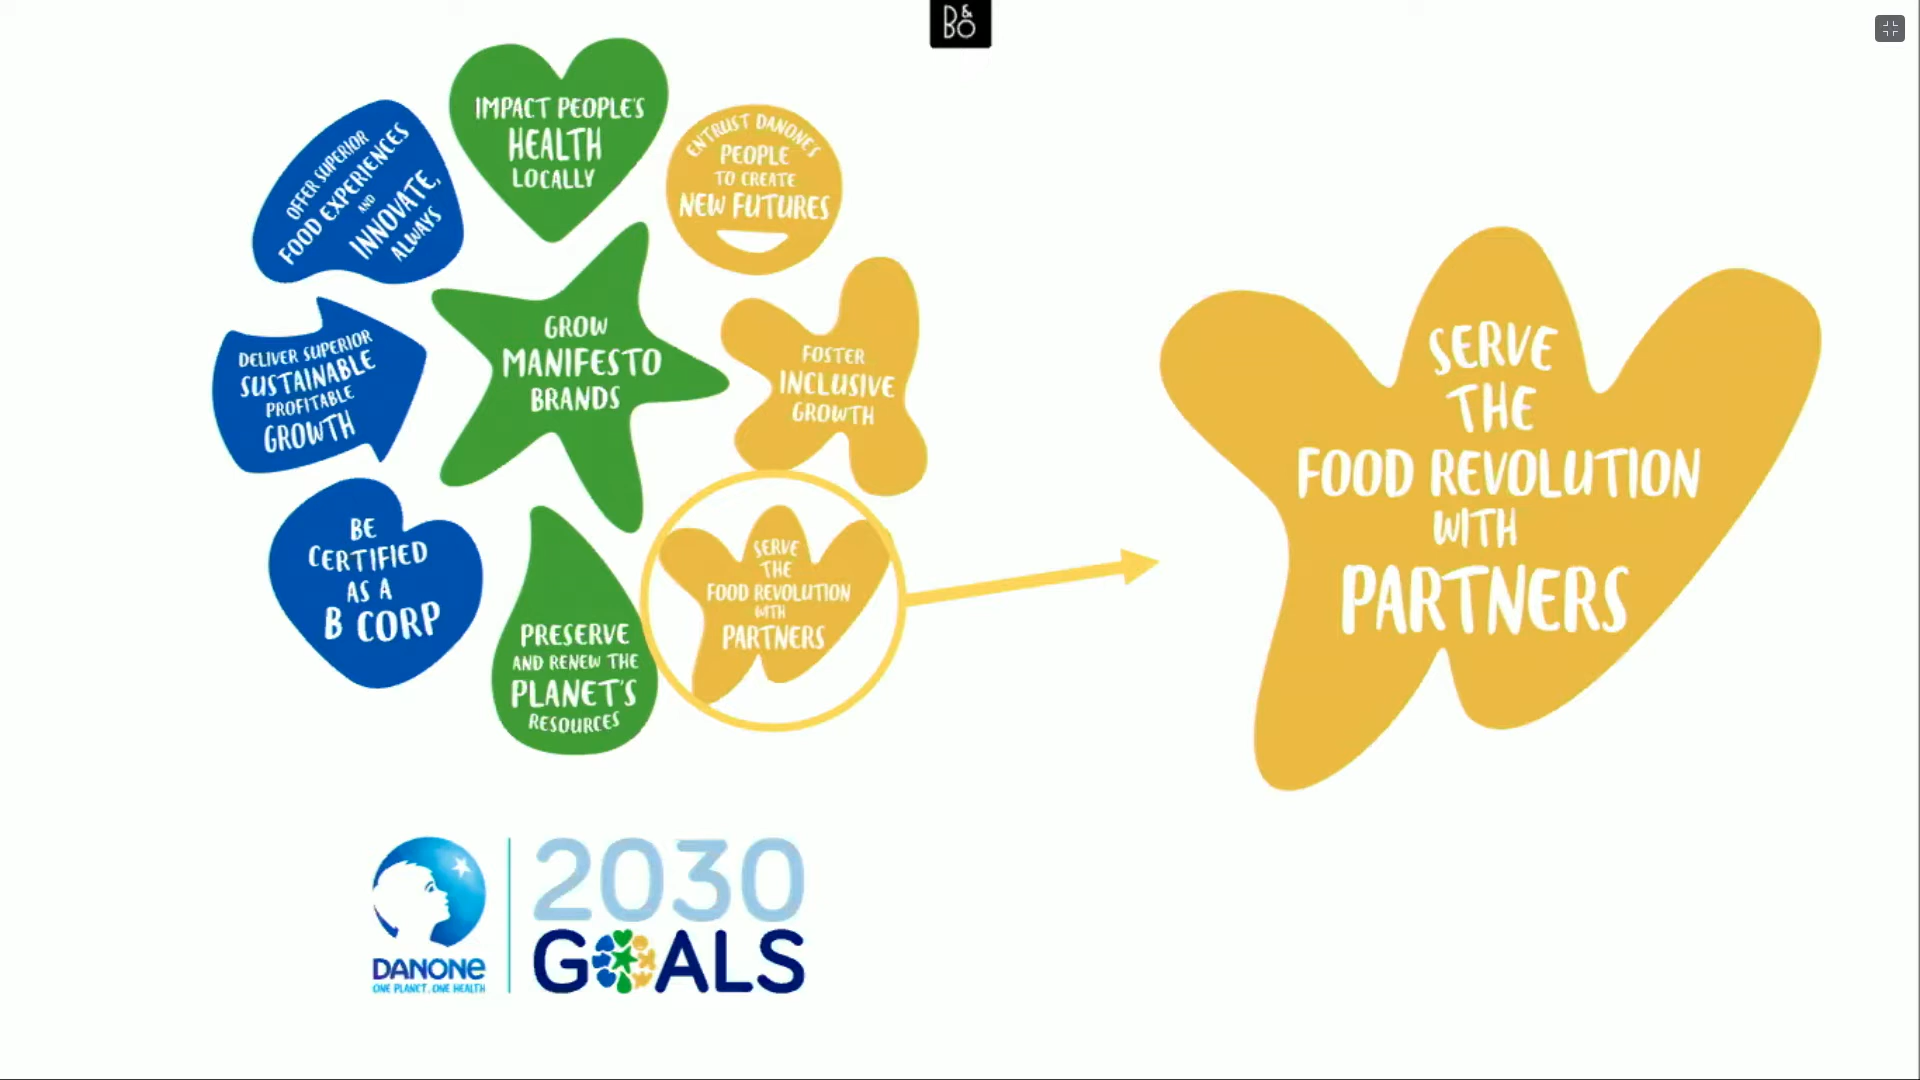 B&O
IMPACT PEOPLE'S
HEALTH
LOCALLY
OFFER SUPERIOR
FOOD EXPERIENCES
AND
INNOVATE,
ALWAYS
ENTRUST DANONE'S
PEOPLE
TO CREATE
NEW FUTURES
DELIVER SUPERIOR
SUSTAINABLE
PROFITABLE
GROWTH
GROW
MANIFESTO
BRANDS
FOSTER
INCLUSIVE
GROWTH
BE
CERTIFIED
AS A
B CORP
PRESERVE
AND RENEW THE
PLANET'S
RESOURCES
SERVE
THE
FOOD REVOLUTION
WITH
PARTNERS
SERVE
THE
FOOD REVOLUTION
WITH
PARTNERS
DANONE
ONE PLANET. ONE HEALTH
2030
GOALS